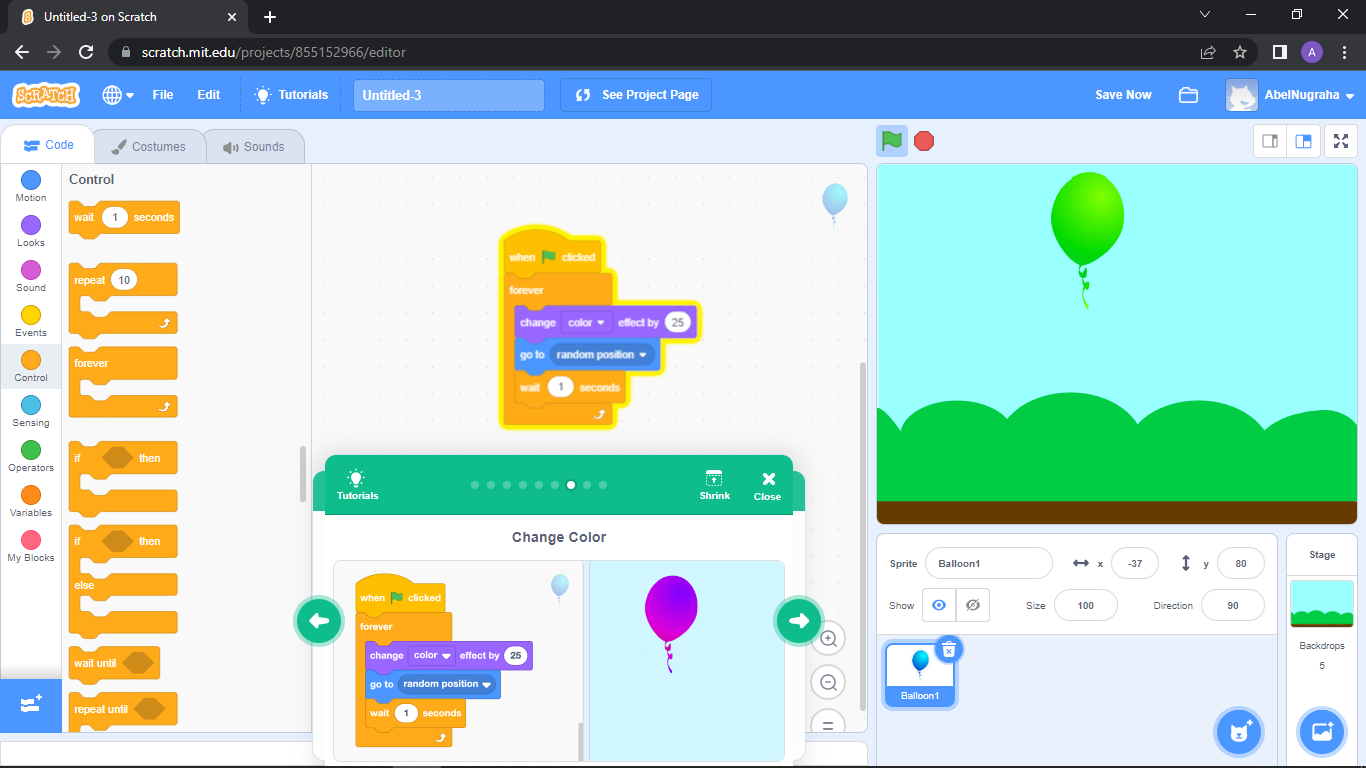 Untitled-3 on Scratch
scratch.mit.edu/projects/855152966/editor
A
SCRATCH
File
Edit
Tutorials
Untitled-3
See Project Page
Save Now
AbelNugraha
Code
Costumes
Sounds
Motion
Looks
Sound
Events
Control
Sensing
Operators
Variables
My Blocks
Control
wait 1 seconds
repeat 10
forever
if then
if then
else
wait until
repeat until
when clicked
forever
change color effect by 25
go to random position
wait 1 seconds
Tutorials
Shrink
Close
Change Color
when clicked
forever
change color effect by 25
go to random position
wait 1 seconds
Sprite Balloon1 x -37 y 80
Show Size 100 Direction 90
Balloon1
Stage
Backdrops
5